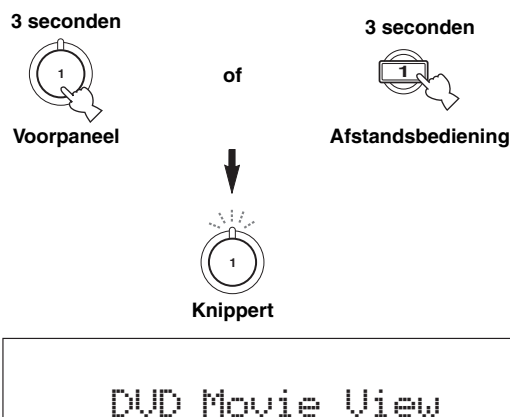 3 seconden
3 seconden
1
of
1
Voorpaneel
Afstandsbediening
1
Knippert
DVD Movie View